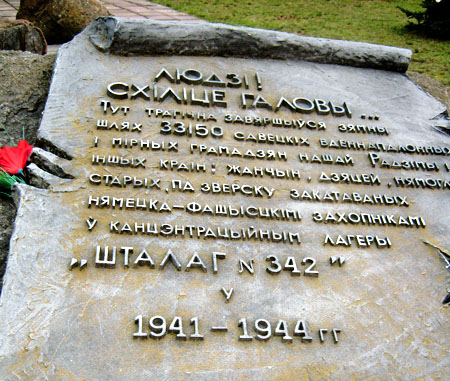 ЛЮДЗІ!
СХІЛІЦЕ ГАЛОВЫ...
ТУТ ТРАГІЧНА ЗАВЯРШЫЎСЯ ЗЯМНЫ
ШЛЯХ 33150 САВЕЦКІХ ВАЕННАПАЛОННЫХ
І МІРНЫХ ГРАМАДЗЯН НАШАЙ РАДЗІМЫ І
ІНШЫХ КРАІН: ЖАНЧЫН, ДЗЯЦЕЙ, НЯМОГЛ
СТАРЫХ, ПА ЗВЕРСКУ ЗАКАТАВАНЫХ
НЯМЕЦКА-ФАШЫСЦКІМІ ЗАХОПНІКАМІ
Ў КАНЦЭНТРАЦЫЙНЫМ ЛАГЕРЫ
„ШТАЛАГ N 342"
У
1941-1944 ГГ